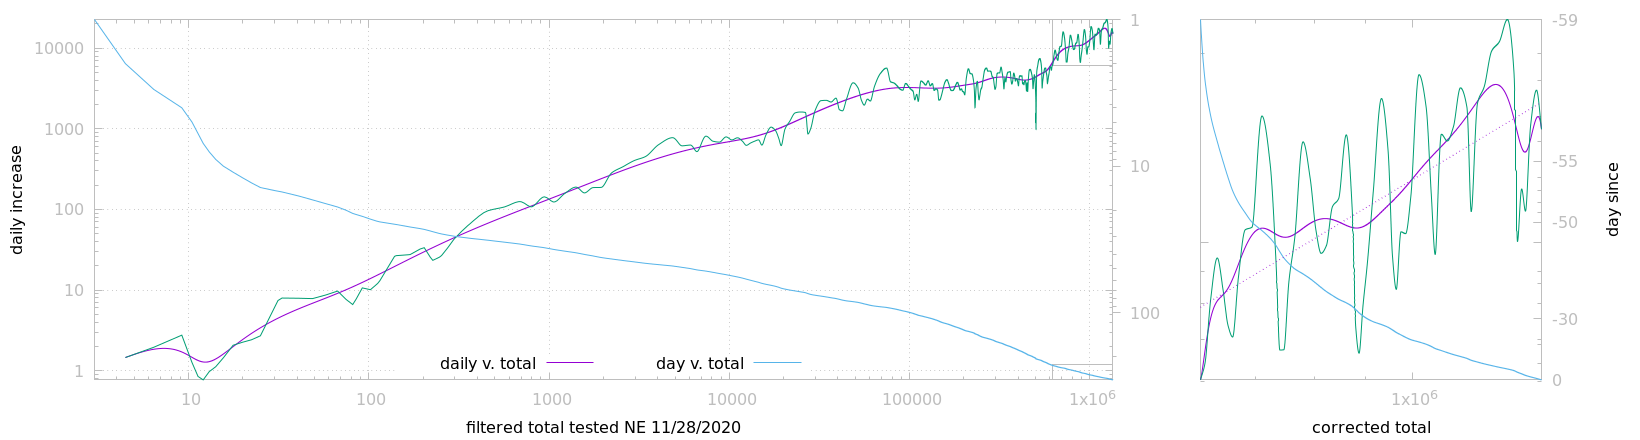 10000
1000
100
10
1
daily increase
10
100
1000
10000
100000
1x10^6
filtered total tested NE 11/28/2020
daily v. total
day v. total
1
10
100
1x10^6
corrected total
-59
-55
-50
-30
0
day since